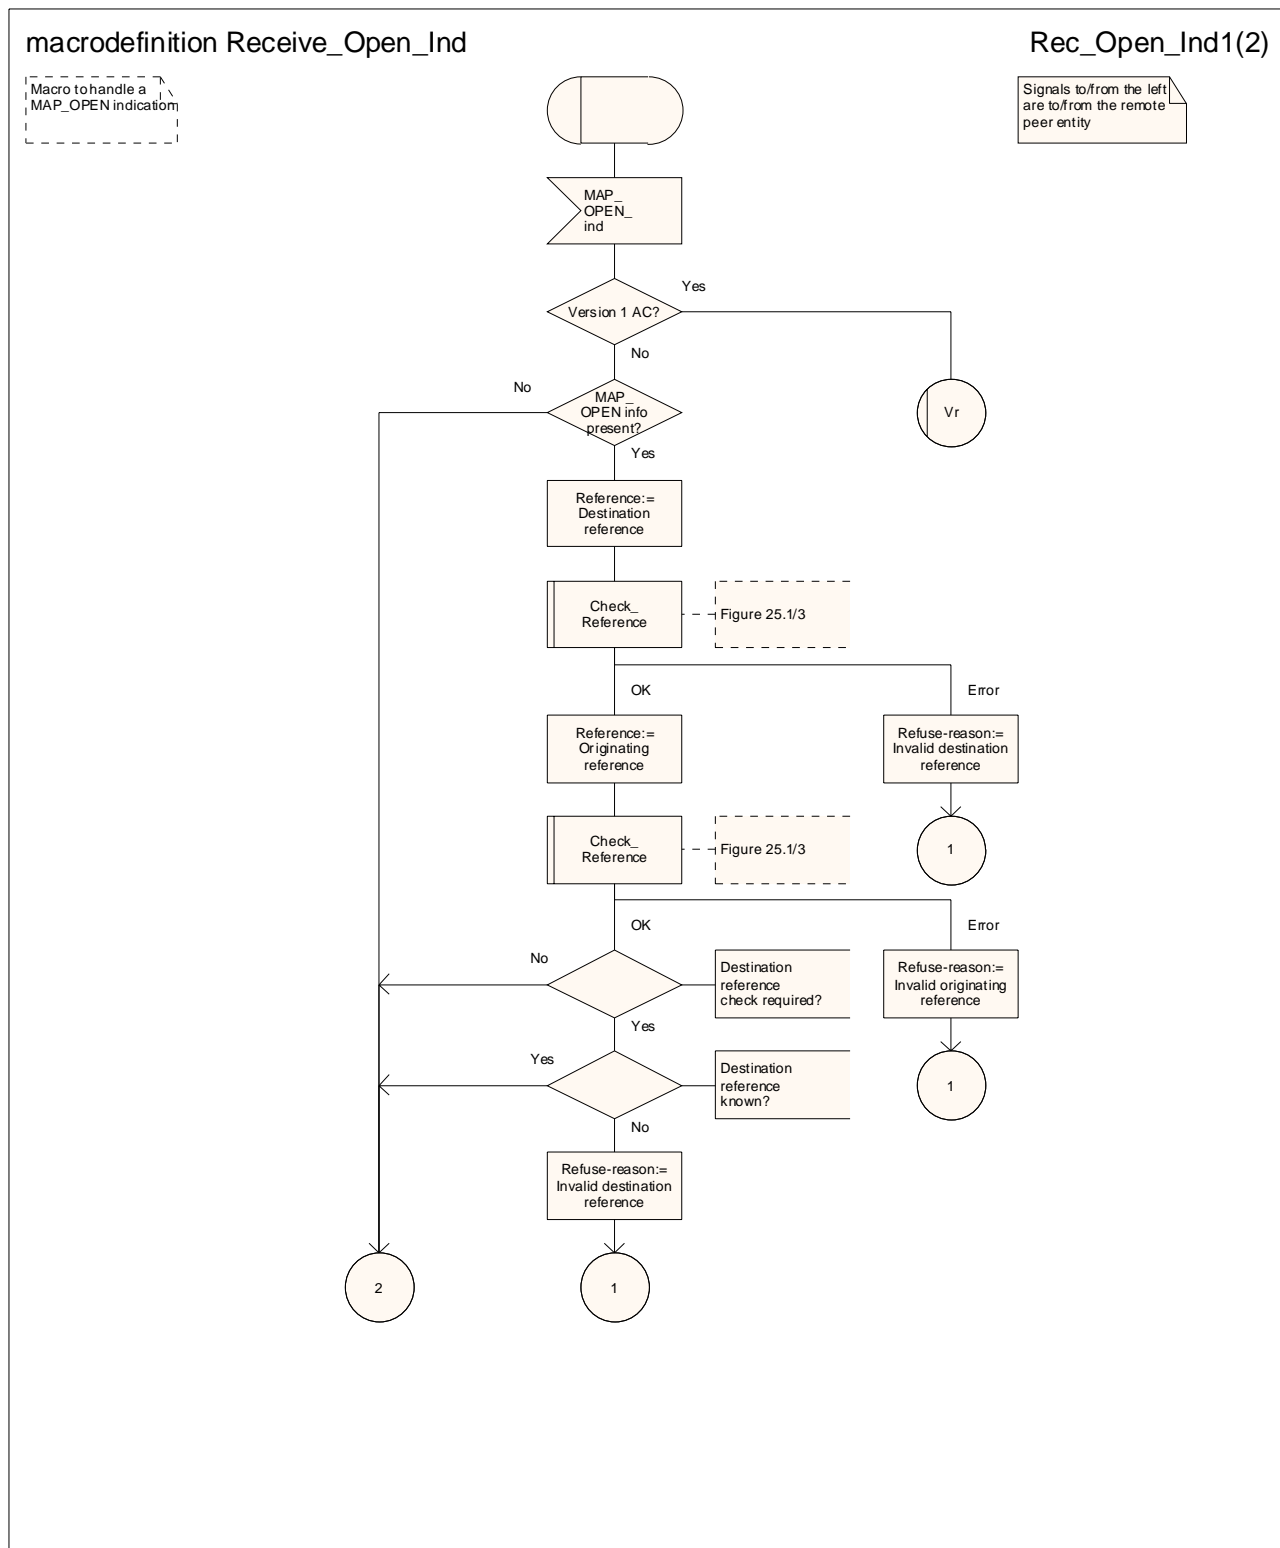 macrodefinition Receive_Open_Ind
Rec_Open_Ind1(2)
Macro to handle a
MAP_OPEN indication
Signals to/from the left
are to/from the remote
peer entity
MAP_
OPEN_
ind
Yes
Version 1 AC?
No
No
MAP_
OPEN info
present?
Vr
Yes
Reference:=
Destination
reference
Check_
Reference
Figure 25.1/3
OK
Error
Reference:=
Originating
reference
Refuse-reason:=
Invalid destination
reference
Check_
Reference
Figure 25.1/3
1
OK
Error
No
Destination
reference
check required?
Refuse-reason:=
Invalid originating
reference
Yes
Yes
Destination
reference
known?
1
No
Refuse-reason:=
Invalid destination
reference
2
1